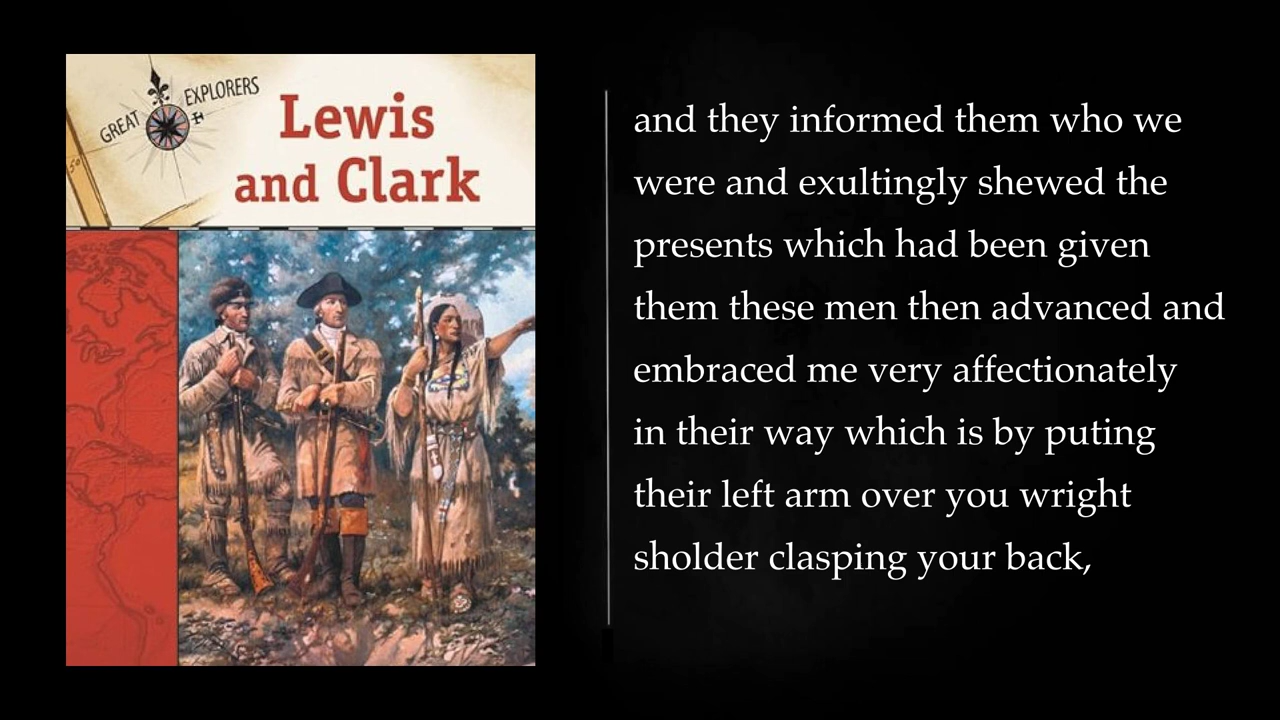 GREAT EXPLORERS
Lewis
and Clark
50
and they informed them who we
were and exultingly shewed the
presents which had been given
them these men then advanced and
embraced me very affectionately
in their way which is by puting
their left arm over you wright
sholder clasping your back,